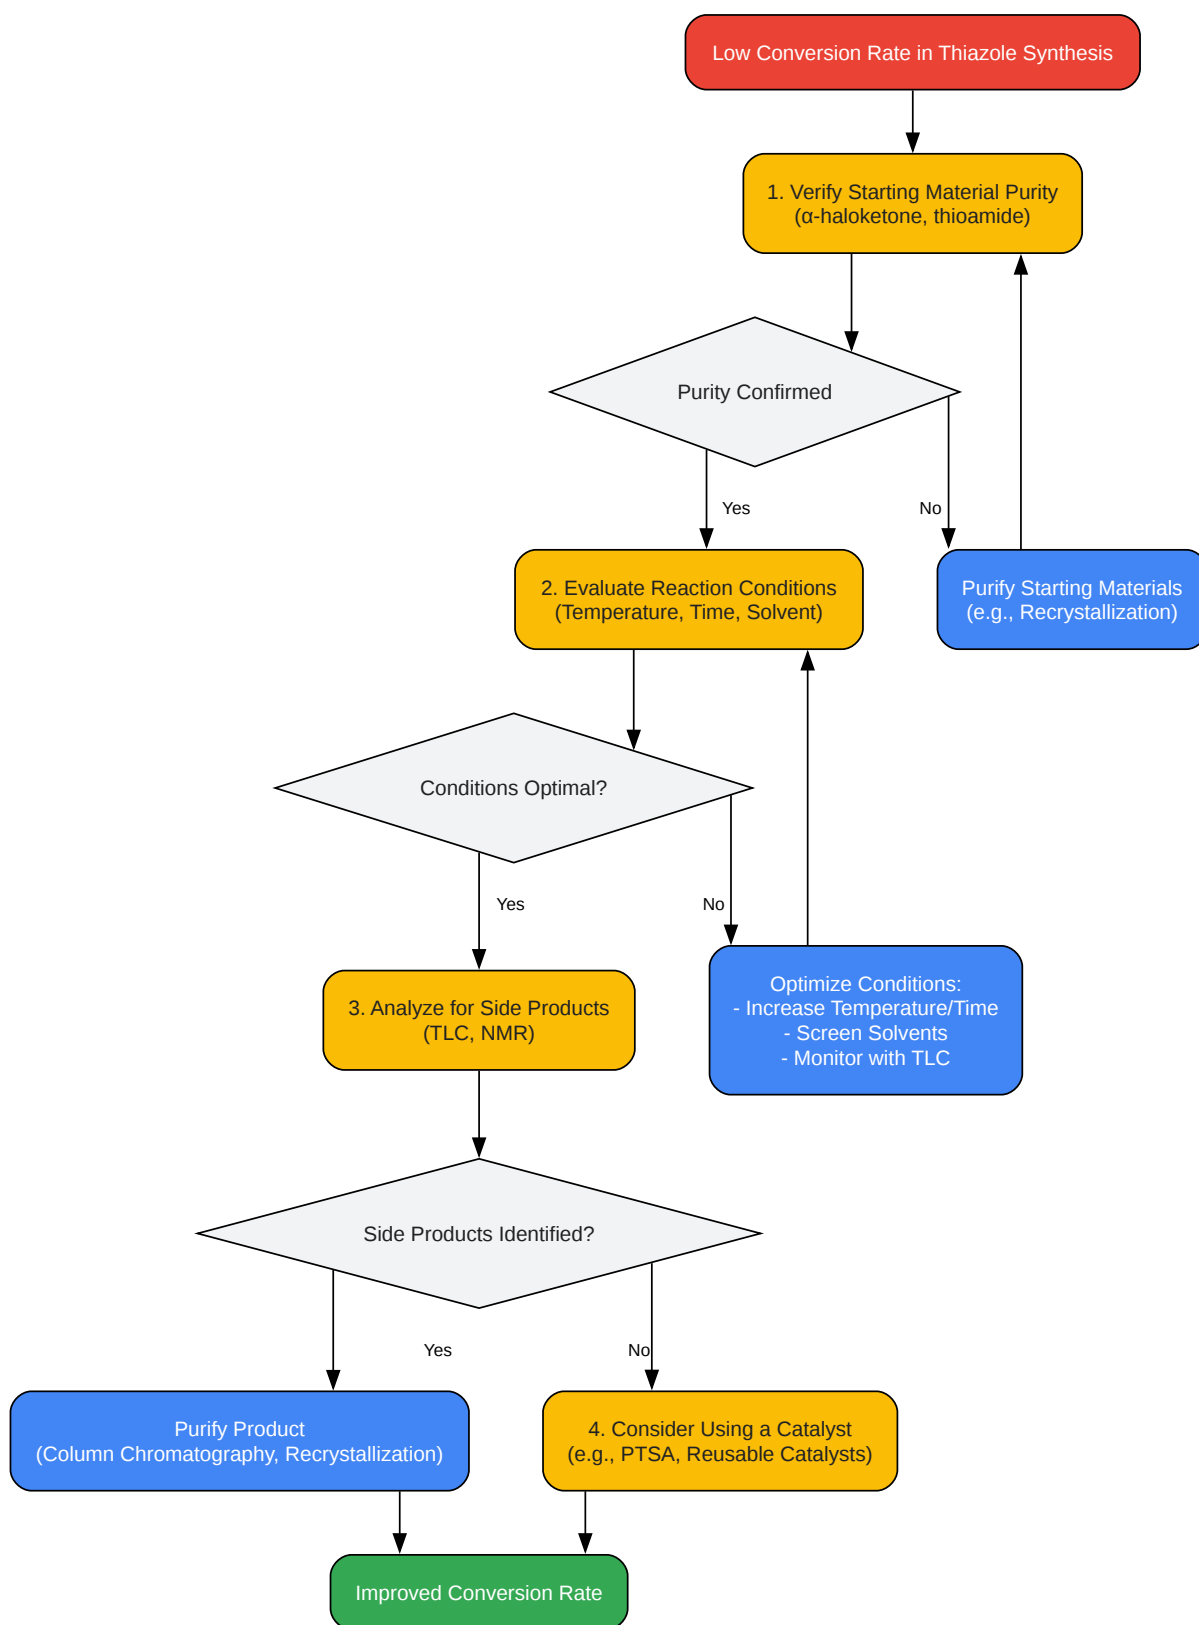 Low Conversion Rate in Thiazole Synthesis
1. Verify Starting Material Purity
(α-haloketone, thioamide)
Purity Confirmed
Yes
No
2. Evaluate Reaction Conditions
(Temperature, Time, Solvent)
Purify Starting Materials
(e.g., Recrystallization)
Conditions Optimal?
Yes
No
3. Analyze for Side Products
(TLC, NMR)
Optimize Conditions:
- Increase Temperature/Time
- Screen Solvents
- Monitor with TLC
Side Products Identified?
Yes
No
Purify Product
(Column Chromatography, Recrystallization)
4. Consider Using a Catalyst
(e.g., PTSA, Reusable Catalysts)
Improved Conversion Rate